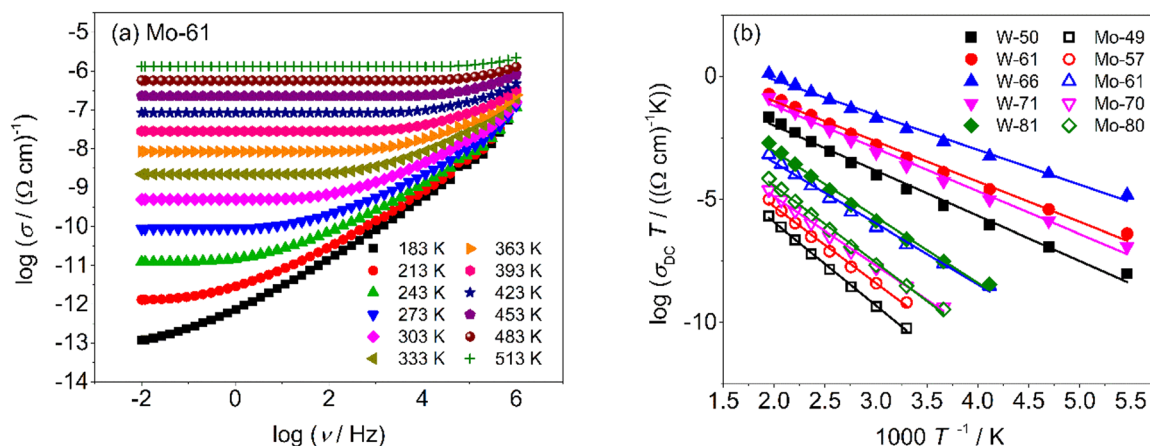 (a) Mo-61
-5
-6
-7
-8
-9
-10
-11
-12
-13
-14
log (σ / (Ω cm)⁻¹)
183 K
213 K
243 K
273 K
303 K
333 K
363 K
393 K
423 K
453 K
483 K
513 K
-2
0
2
4
6
log (ν / Hz)
(b)
W-50
W-61
W-66
W-71
W-81
Mo-49
Mo-57
Mo-61
Mo-70
Mo-80
0
-5
-10
log (σDC T / ((Ω cm)⁻¹K)
1.5
2.0
2.5
3.0
3.5
4.0
4.5
5.0
5.5
1000 T ⁻¹ / K